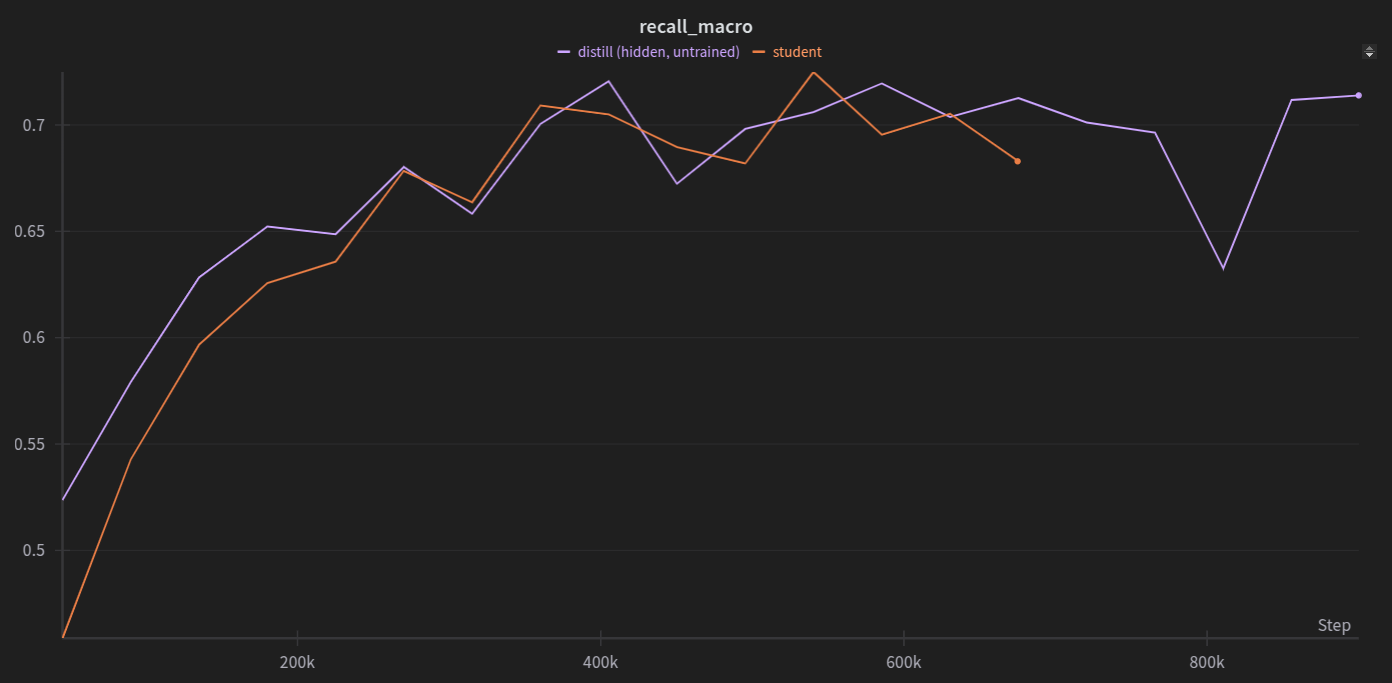 recall_macro
distill (hidden, untrained) student
0.7
0.65
0.6
0.55
0.5
Step
200k 400k 600k 800k